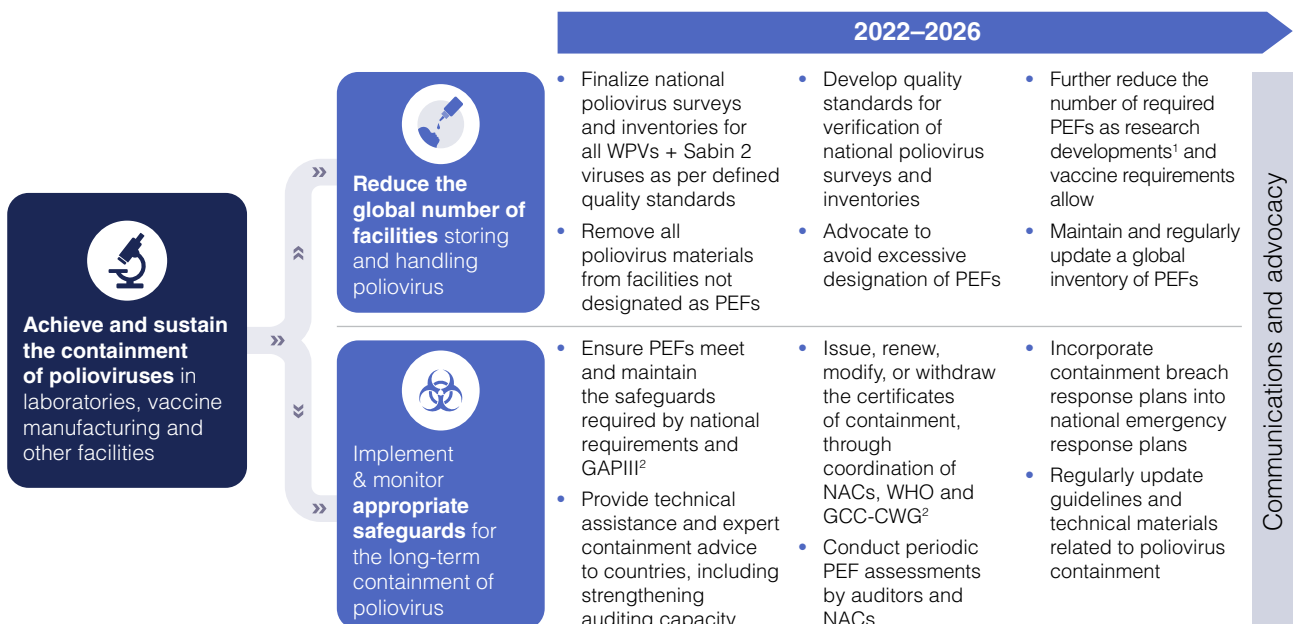 2022–2026
Achieve and sustain
the containment
of polioviruses in
laboratories, vaccine
manufacturing and
other facilities
Reduce the
global number of
facilities storing
and handling
poliovirus
• Finalize national
poliovirus surveys
and inventories for
all WPVs + Sabin 2
viruses as per defined
quality standards
• Remove all
poliovirus materials
from facilities not
designated as PEFs
• Develop quality
standards for
verification of
national poliovirus
surveys and
inventories
• Advocate to
avoid excessive
designation of PEFs
• Further reduce the
number of required
PEFs as research
developments¹ and
vaccine requirements
allow
• Maintain and regularly
update a global
inventory of PEFs
Implement
& monitor
appropriate
safeguards for
the long-term
containment of
poliovirus
• Ensure PEFs meet
and maintain
the safeguards
required by national
requirements and
GAPIII²
• Provide technical
assistance and expert
containment advice
to countries, including
strengthening
auditing capacity
• Issue, renew,
modify, or withdraw
the certificates
of containment,
through
coordination of
NACs, WHO and
GCC-CWG²
• Conduct periodic
PEF assessments
by auditors and
NACs
• Incorporate
containment breach
response plans into
national emergency
response plans
• Regularly update
guidelines and
technical materials
related to poliovirus
containment
Communications and advocacy